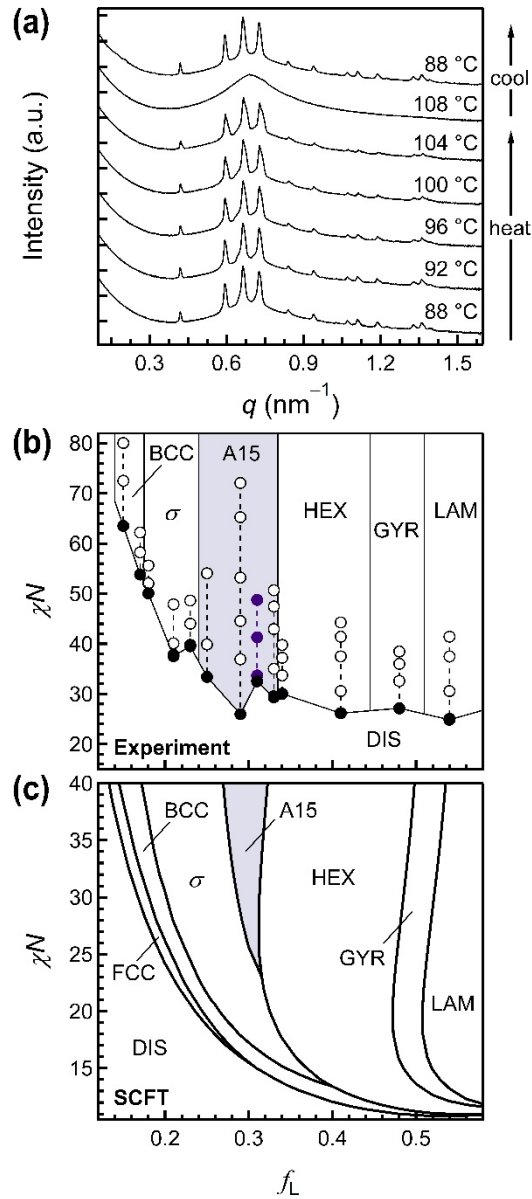 (a)
Intensity (a.u.)
88 °C
108 °C
104 °C
100 °C
96 °C
92 °C
88 °C
cool
heat
0.3 0.6 0.9 1.2 1.5
q (nm⁻¹)
(b)
80
70
60
50
40
30
20
χN
BCC
σ
A15
HEX
GYR
LAM
DIS
Experiment
(c)
40
35
30
25
20
15
χN
BCC
A15
σ
HEX
FCC
GYR
LAM
DIS
SCFT
0.2 0.3 0.4 0.5
fL